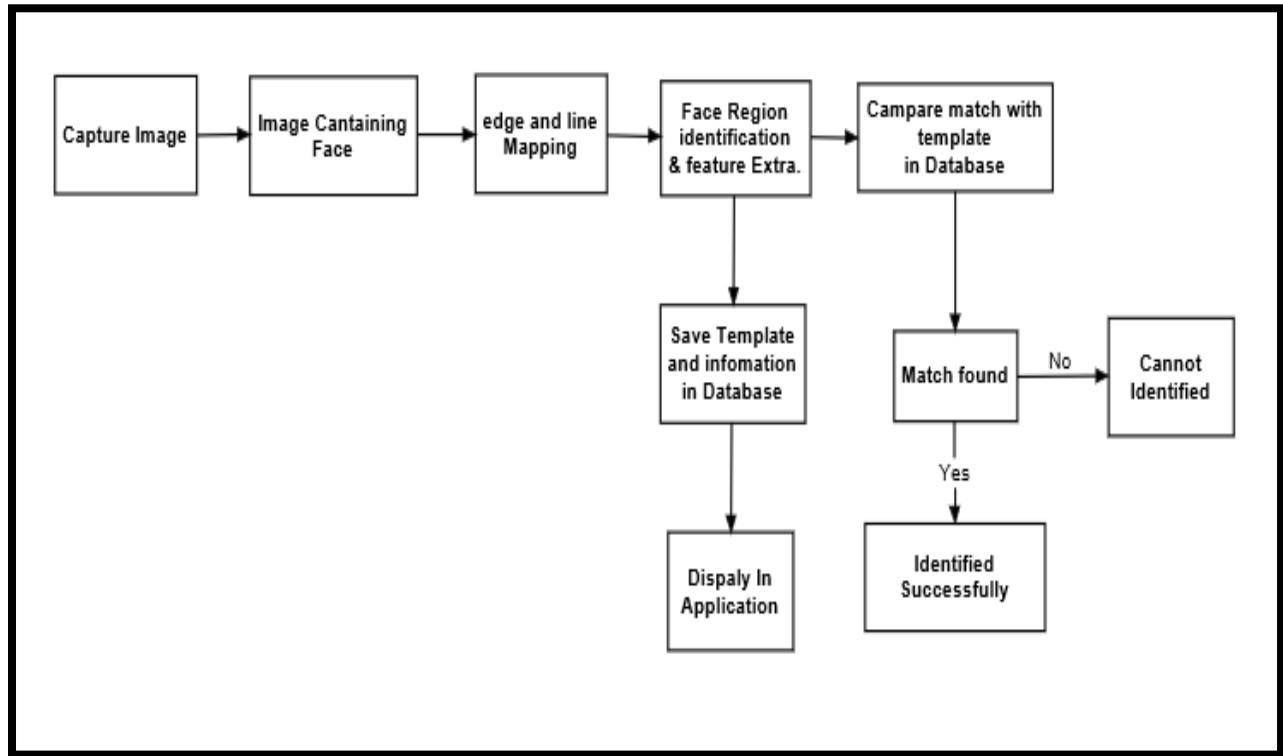 Capture Image
Image Cantaining
Face
edge and line
Mapping
Face Region
identification
& feature Extra.
Campare match with
template
in Database
Save Template
and infomation
in Database
Match found
No
Cannot
Identified
Yes
Dispaly In
Application
Identified
Successfully